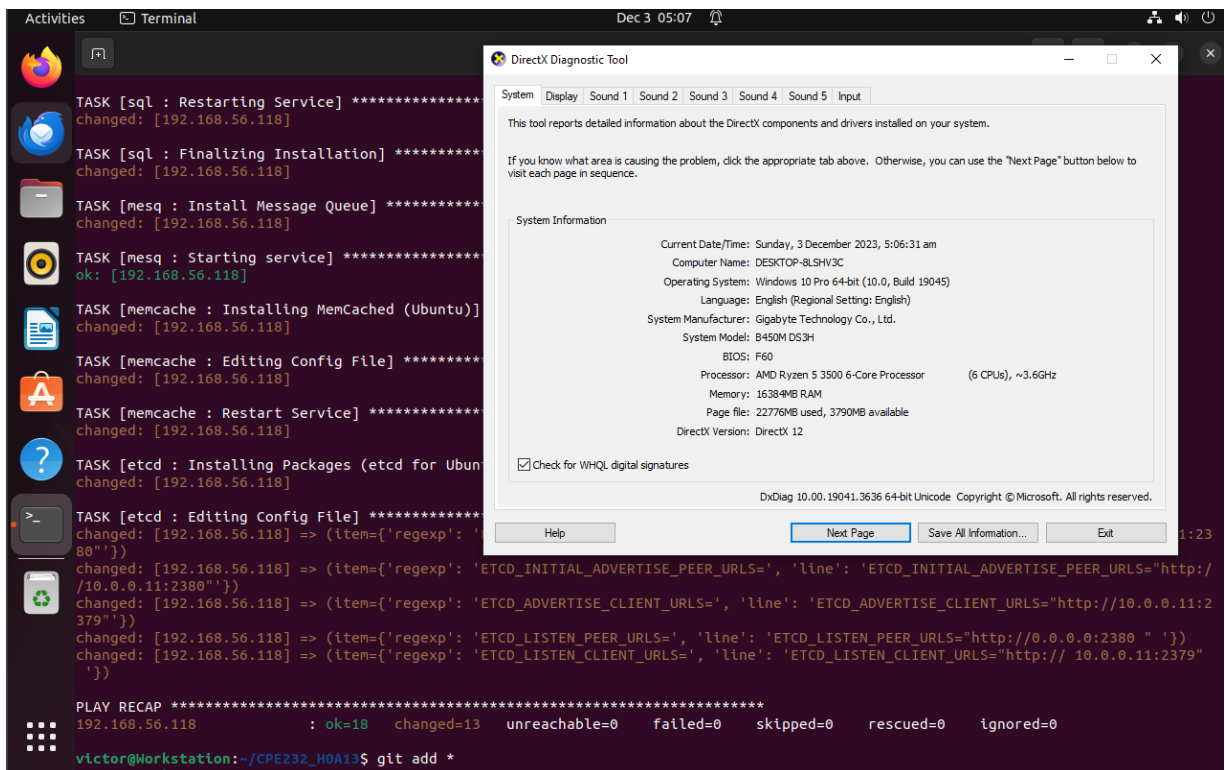 Activities
Terminal
Dec 3 05:07
TASK [sql : Restarting Service] ***************
changed: [192.168.56.118]
TASK [sql : Finalizing Installation] **********
changed: [192.168.56.118]
TASK [mesq : Install Message Queue] ***********
changed: [192.168.56.118]
TASK [mesq : Starting service] ****************
ok: [192.168.56.118]
TASK [memcache : Installing MemCached (Ubuntu)]
changed: [192.168.56.118]
TASK [memcache : Editing Config File] *********
changed: [192.168.56.118]
TASK [memcache : Restart Service] *************
changed: [192.168.56.118]
TASK [etcd : Installing Packages (etcd for Ubun
changed: [192.168.56.118]
TASK [etcd : Editing Config File] *************
changed: [192.168.56.118] => (item={'regexp': ' 1:23
80"'})
changed: [192.168.56.118] => (item={'regexp': 'ETCD_INITIAL_ADVERTISE_PEER_URLS=', 'line': 'ETCD_INITIAL_ADVERTISE_PEER_URLS="http:/
/10.0.0.11:2380"'})
changed: [192.168.56.118] => (item={'regexp': 'ETCD_ADVERTISE_CLIENT_URLS=', 'line': 'ETCD_ADVERTISE_CLIENT_URLS="http://10.0.0.11:2
379"'})
changed: [192.168.56.118] => (item={'regexp': 'ETCD_LISTEN_PEER_URLS=', 'line': 'ETCD_LISTEN_PEER_URLS="http://0.0.0.0:2380 " '})
changed: [192.168.56.118] => (item={'regexp': 'ETCD_LISTEN_CLIENT_URLS=', 'line': 'ETCD_LISTEN_CLIENT_URLS="http:// 10.0.0.11:2379"
'})
PLAY RECAP *********************************************************************
192.168.56.118 : ok=18 changed=13 unreachable=0 failed=0 skipped=0 rescued=0 ignored=0
victor@Workstation:~/CPE232_HOA13$ git add *
DirectX Diagnostic Tool
System Display Sound 1 Sound 2 Sound 3 Sound 4 Sound 5 Input
This tool reports detailed information about the DirectX components and drivers installed on your system.
If you know what area is causing the problem, click the appropriate tab above. Otherwise, you can use the "Next Page" button below to
visit each page in sequence.
System Information
Current Date/Time: Sunday, 3 December 2023, 5:06:31 am
Computer Name: DESKTOP-8LSHV3C
Operating System: Windows 10 Pro 64-bit (10.0, Build 19045)
Language: English (Regional Setting: English)
System Manufacturer: Gigabyte Technology Co., Ltd.
System Model: B450M DS3H
BIOS: F60
Processor: AMD Ryzen 5 3500 6-Core Processor (6 CPUs), ~3.6GHz
Memory: 16384MB RAM
Page file: 22776MB used, 3790MB available
DirectX Version: DirectX 12
Check for WHQL digital signatures
DxDiag 10.00.19041.3636 64-bit Unicode Copyright © Microsoft. All rights reserved.
Help
Next Page
Save All Information...
Exit